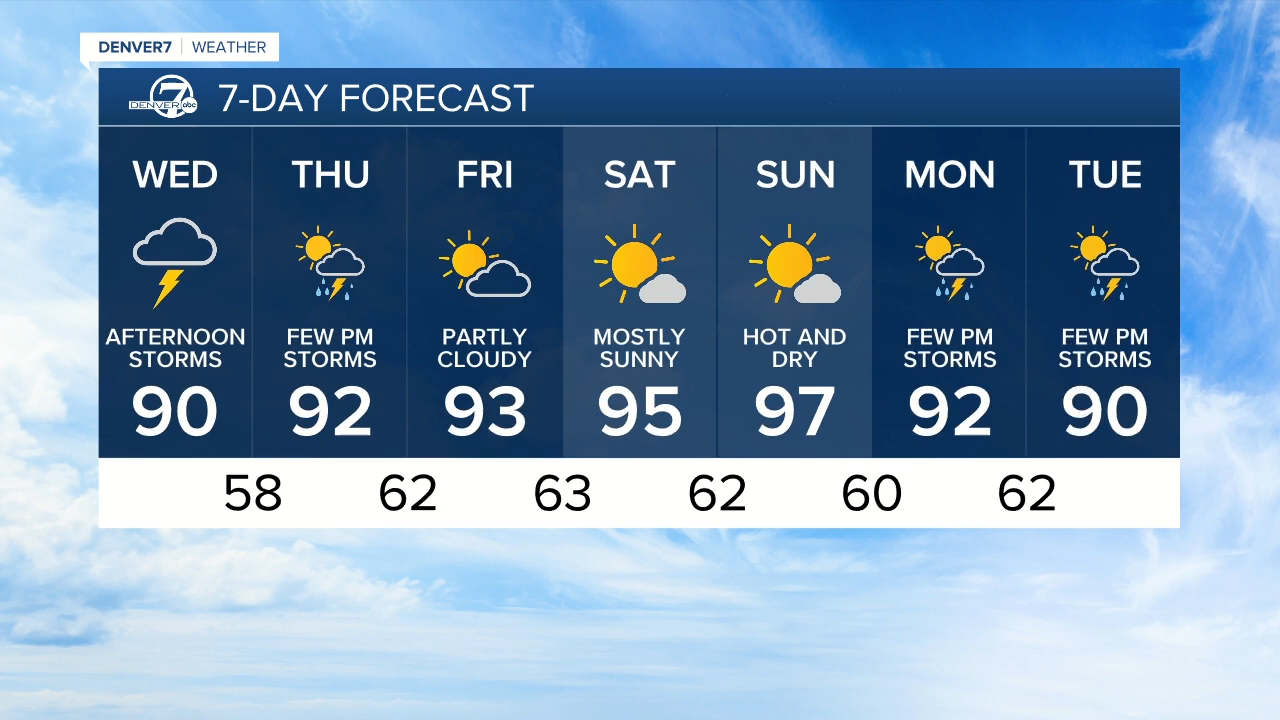 DENVER7 | WEATHER
7 DENVER abc
7-DAY FORECAST
WED THU FRI SAT SUN MON TUE
AFTERNOON STORMS
FEW PM STORMS
PARTLY CLOUDY
MOSTLY SUNNY
HOT AND DRY
FEW PM STORMS
FEW PM STORMS
90 92 93 95 97 92 90
58 62 63 62 60 62